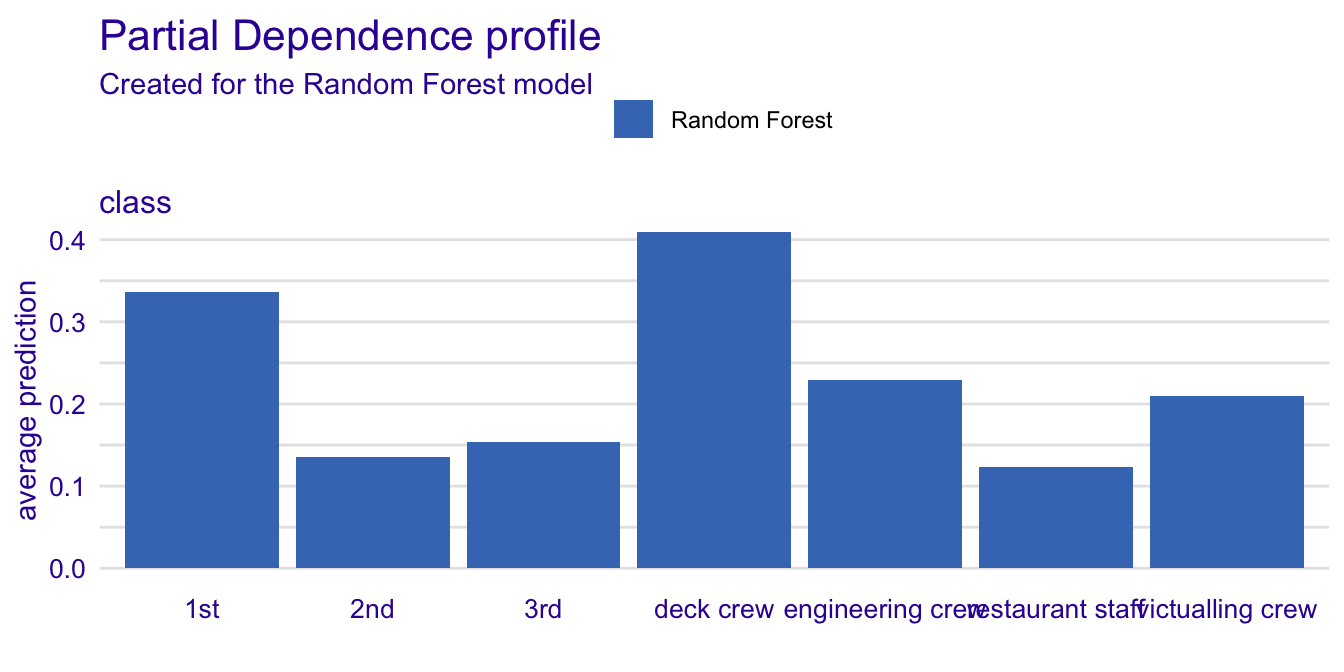 Partial Dependence profile
Created for the Random Forest model
Random Forest
class
average prediction
0.4
0.3
0.2
0.1
0.0
1st 2nd 3rd deck crew engineering crew restaurant staff victualling crew